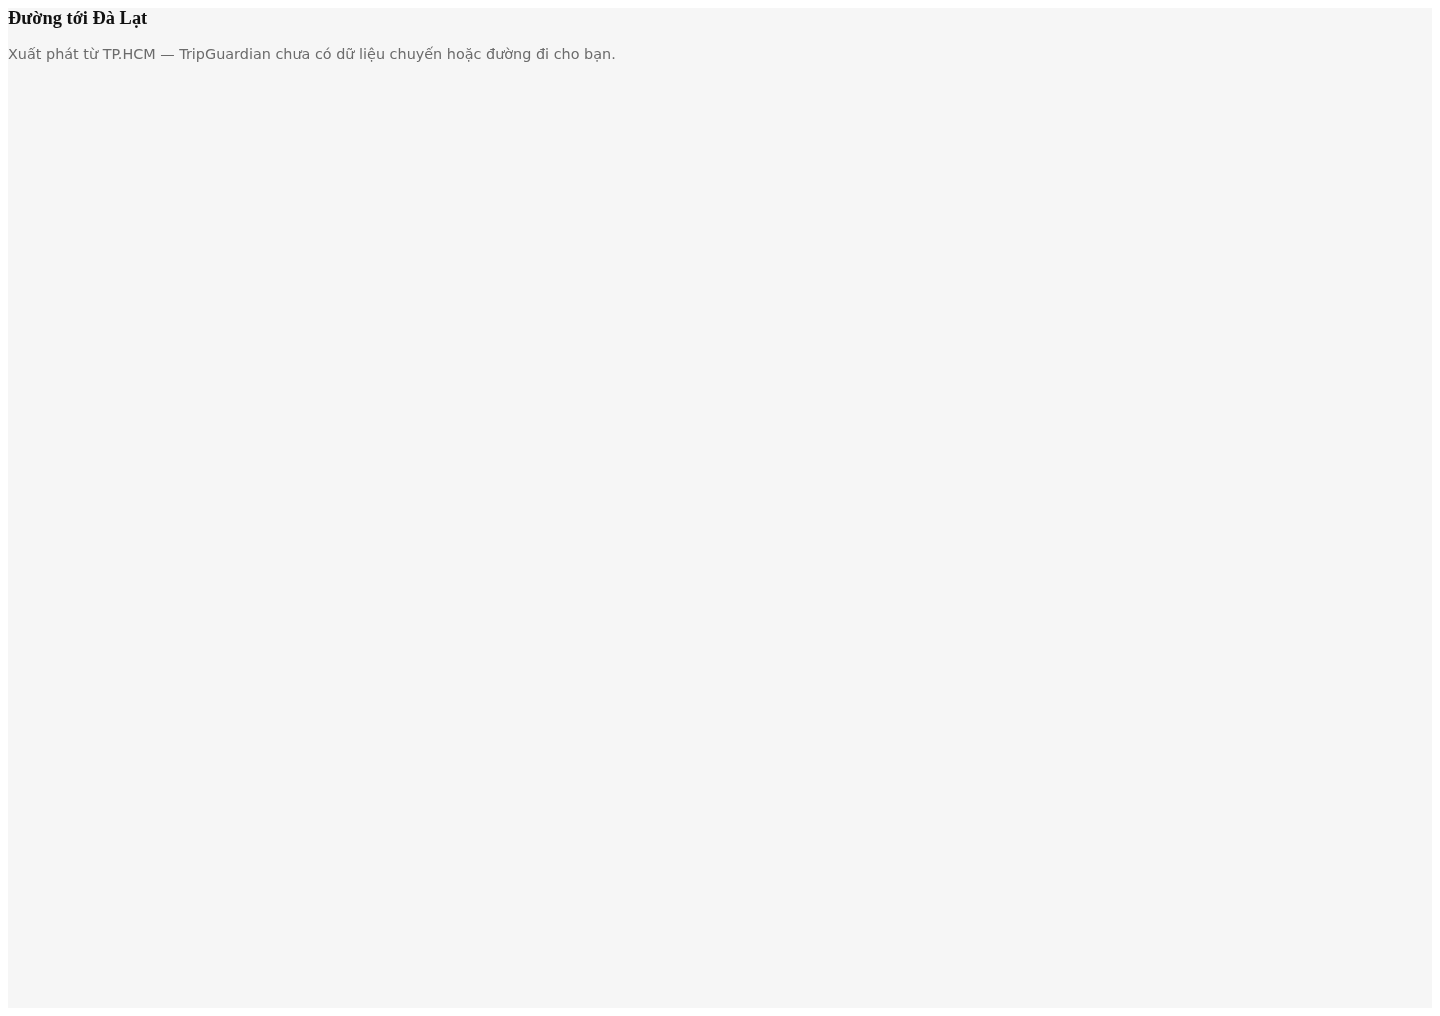 Đường tới Đà Lạt
Xuất phát từ TP.HCM — TripGuardian chưa có dữ liệu chuyến hoặc đường đi cho bạn.